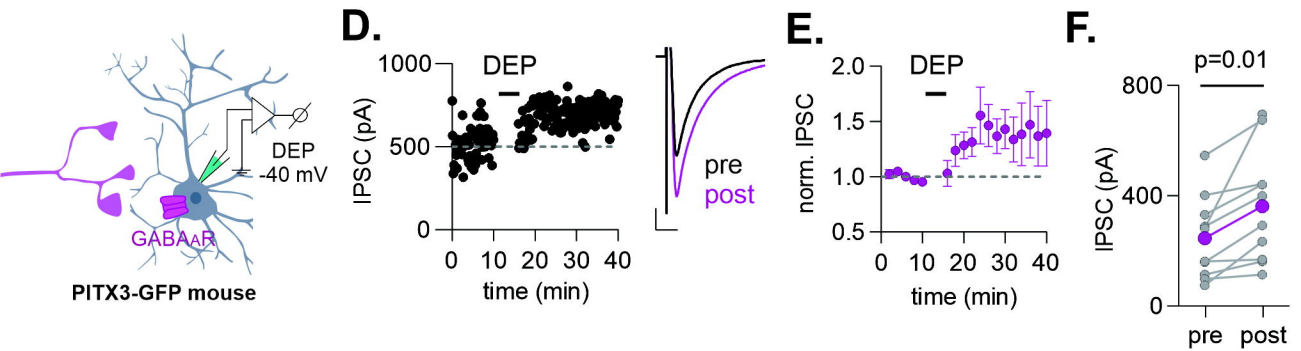 DEP
-40 mV
GABAAR
PITX3-GFP mouse
D.
DEP
IPSC (pA)
1000
500
0
0 10 20 30 40
time (min)
pre
post
E.
DEP
norm. IPSC
2.0
1.5
1.0
0.5
0 10 20 30 40
time (min)
F.
p=0.01
IPSC (pA)
800
400
0
pre post